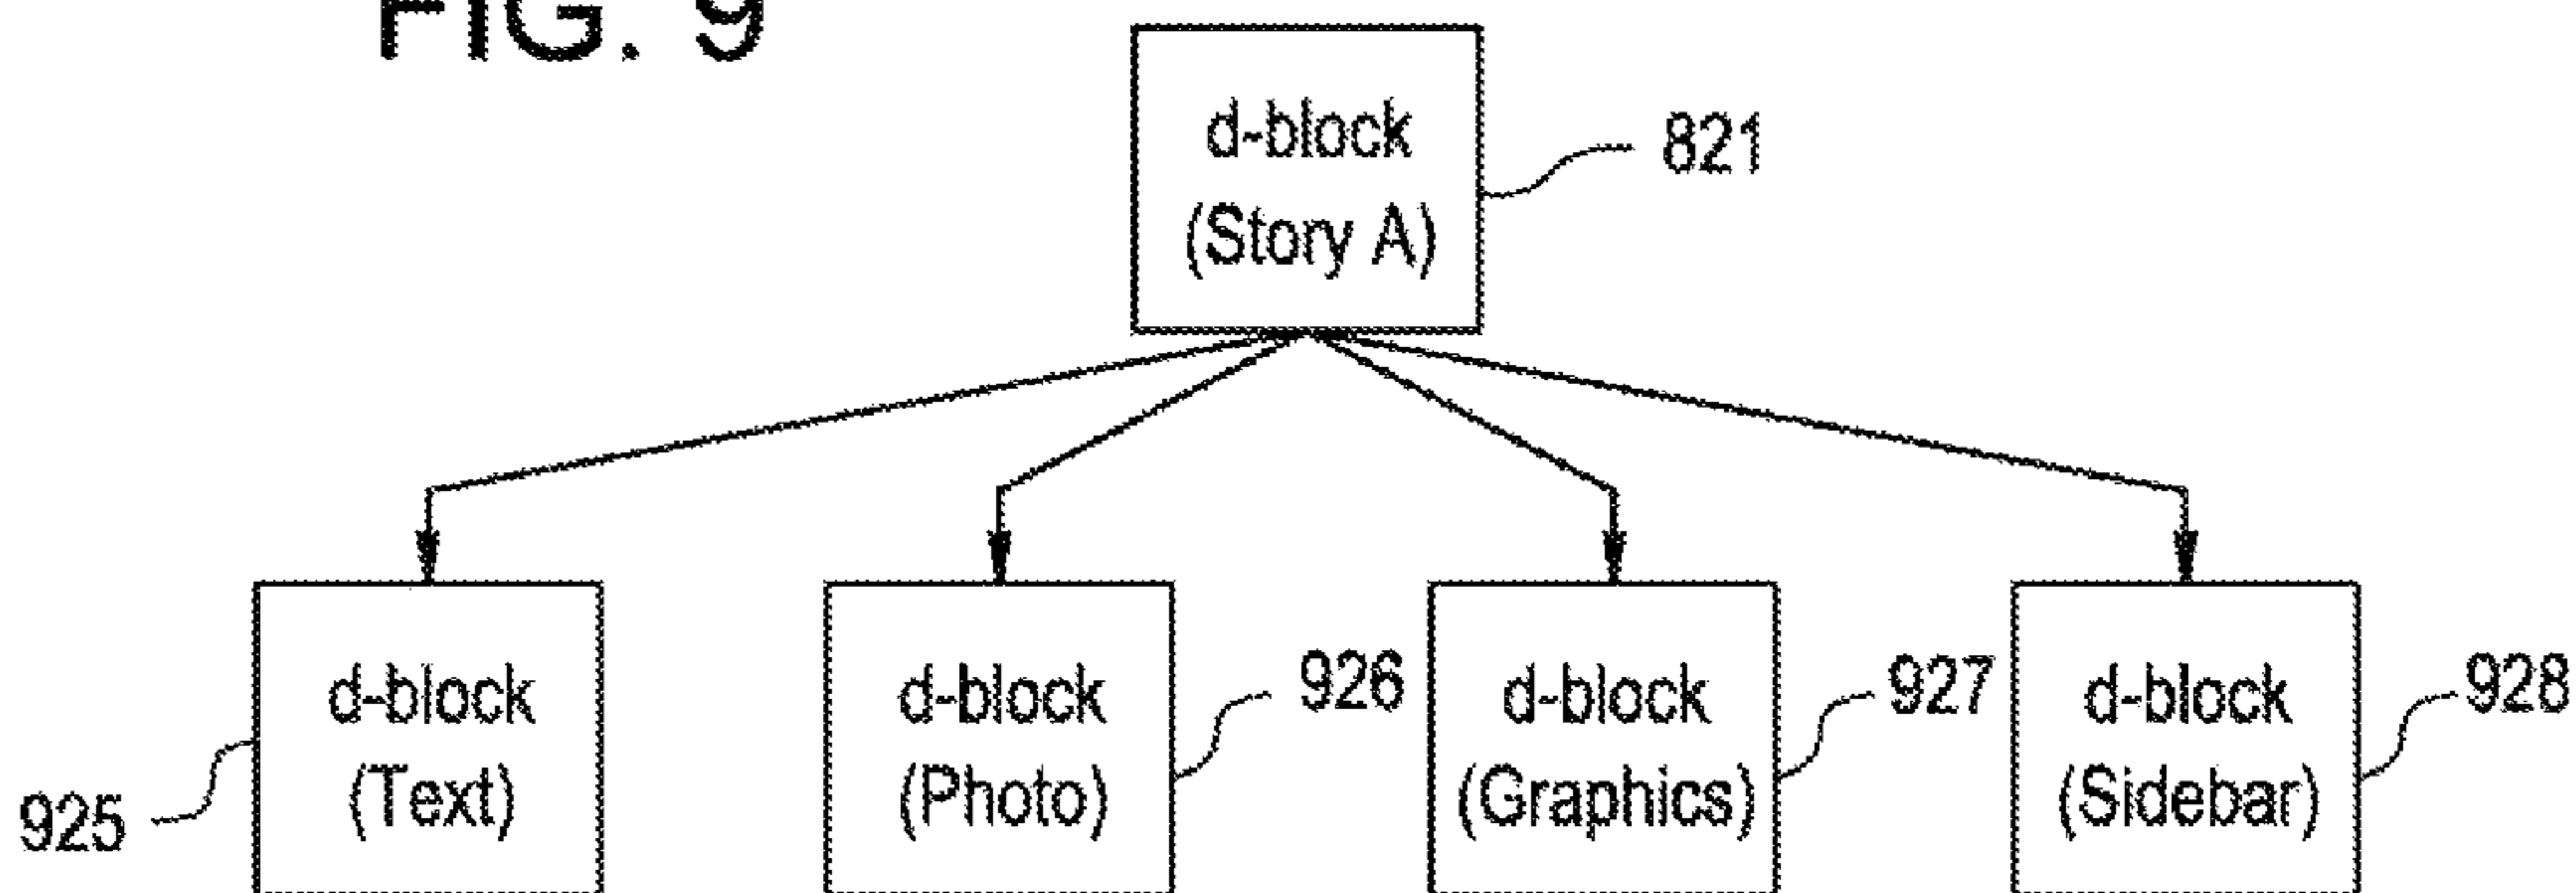 FIG. 9
d-block
(Story A)
821
d-block
(Text)
925
d-block
(Photo)
926
d-block
(Graphics)
927
d-block
(Sidebar)
928